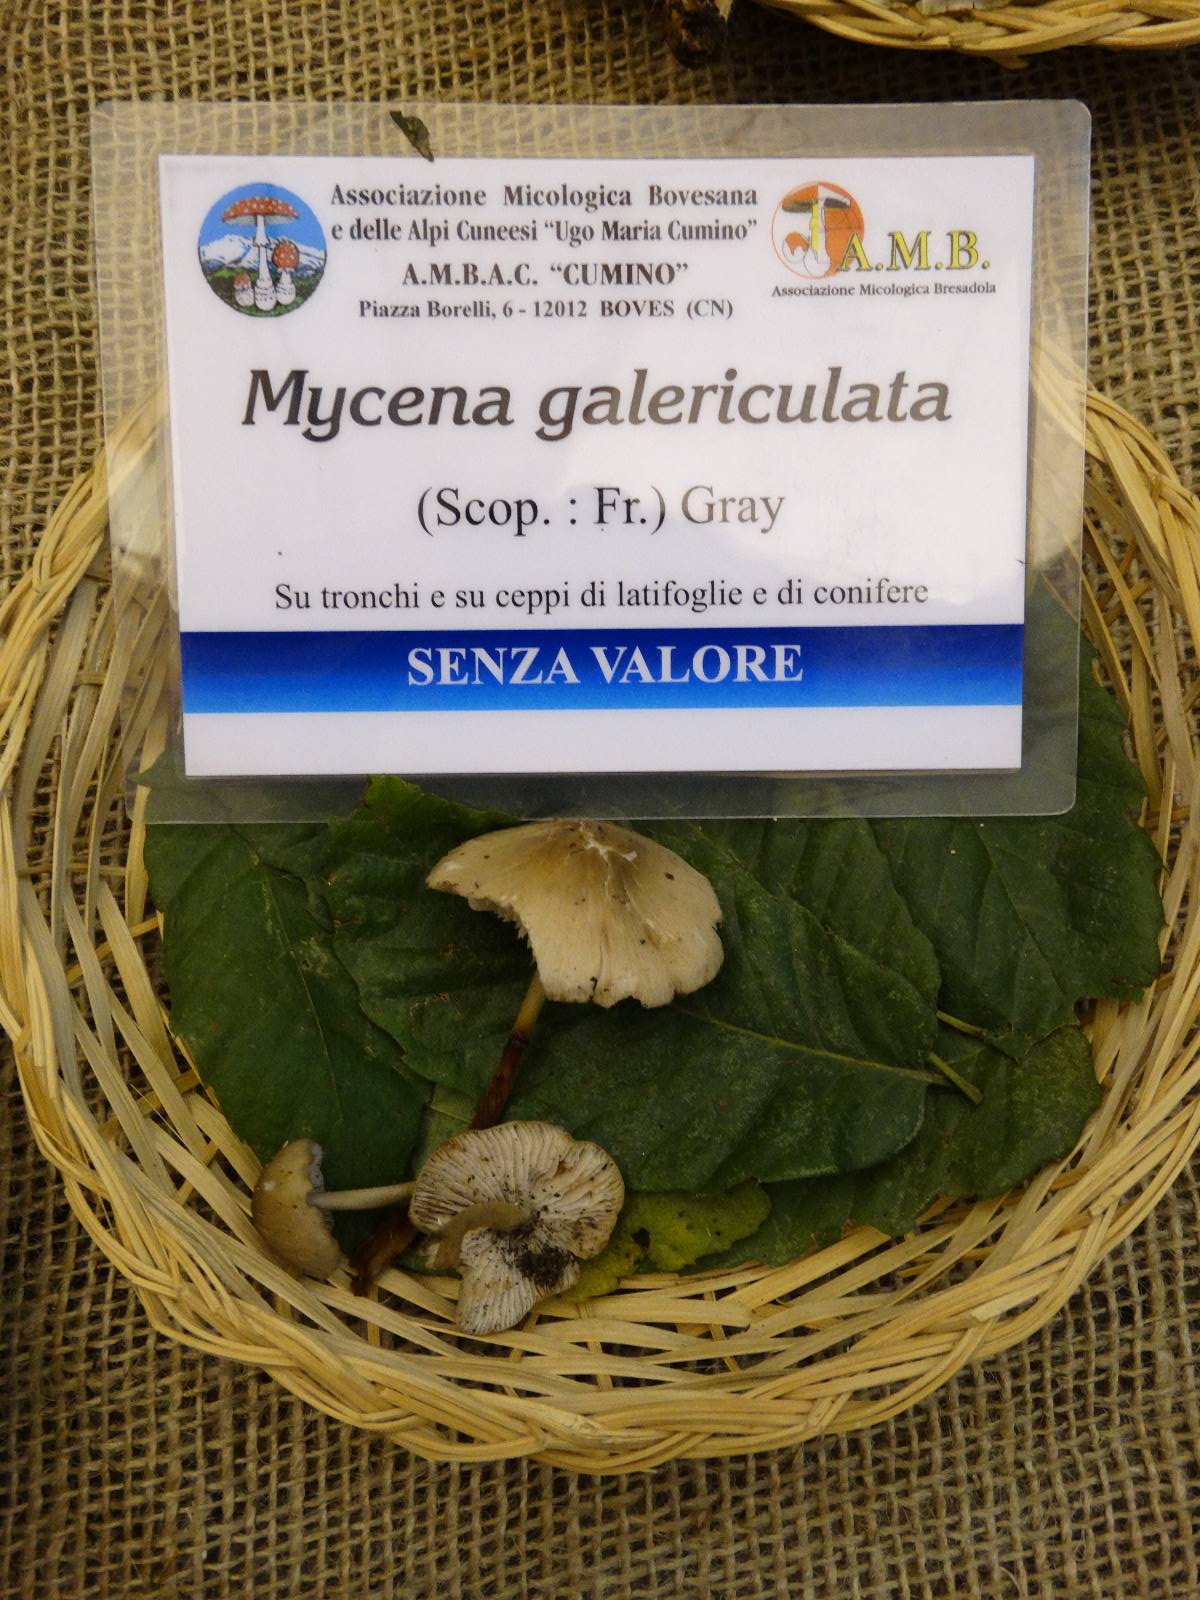 Associazione Micologica Bovesana
e delle Alpi Cuneesi “Ugo Maria Cumino”
A.M.B.A.C. “CUMINO”
Piazza Borelli, 6 - 12012 BOVES (CN)
A.M.B.
Associazione Micologica Bresadola
Mycena galericulata
(Scop. : Fr.) Gray
Su tronchi e su ceppi di latifoglie e di conifere
SENZA VALORE